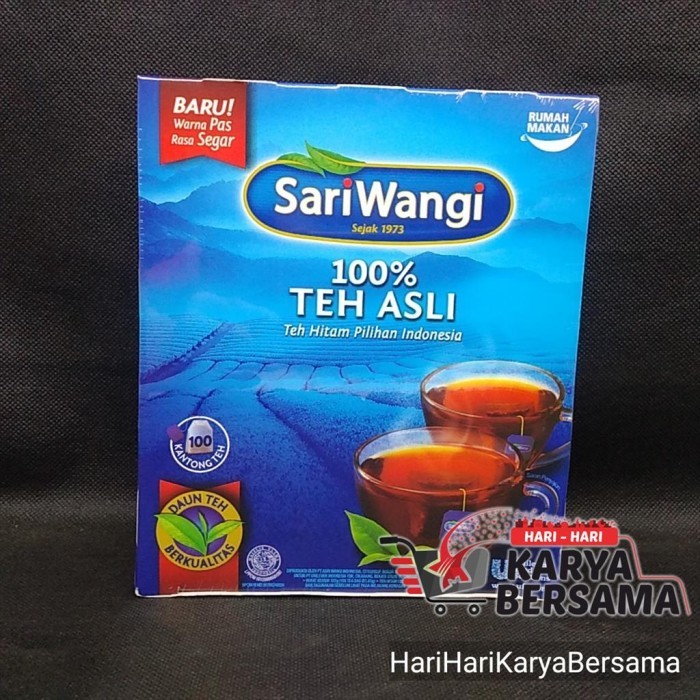 BARU!
Warna Pas
Rasa Segar
RUMAH
MAKAN
SariWangi
Sejak 1973
100%
TEH ASLI
Teh Hitam Pilihan Indonesia
100
KANTONG TEH
DAUN TEH
BERKUALITAS
HARI - HARI
KARYA
BERSAMA
HariHariKaryaBersama